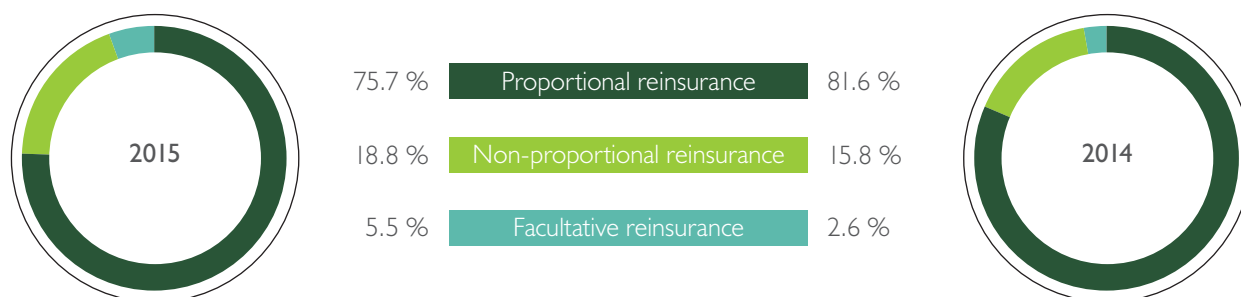 2015
75.7 % Proportional reinsurance 81.6 %
18.8 % Non-proportional reinsurance 15.8 %
5.5 % Facultative reinsurance 2.6 %
2014